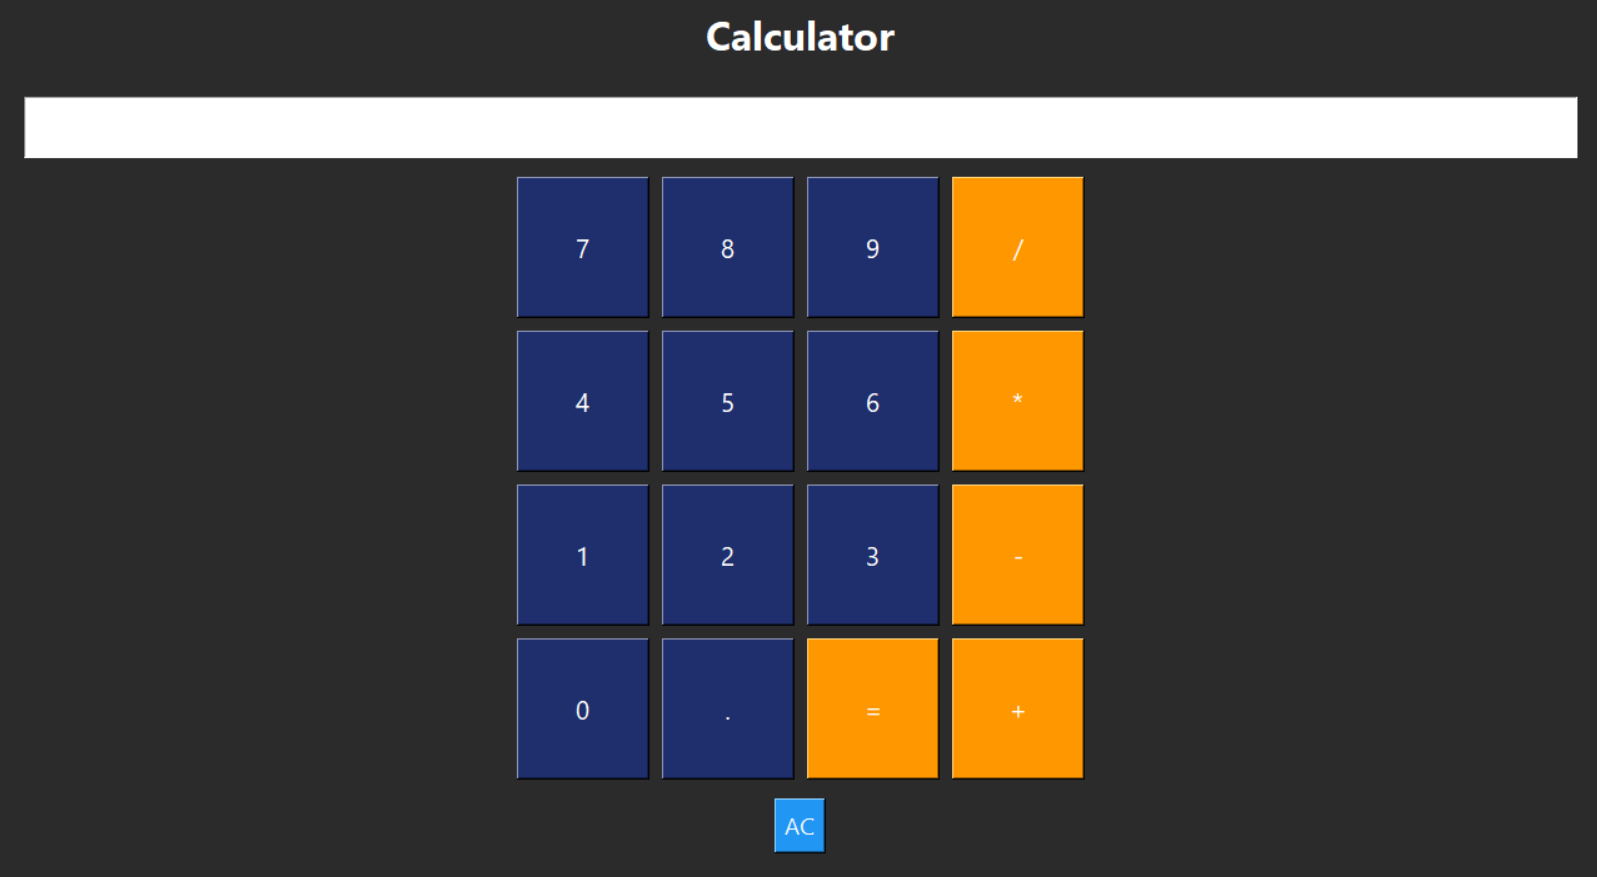 Calculator
7 8 9 /
4 5 6 *
1 2 3 -
0 . = +
AC